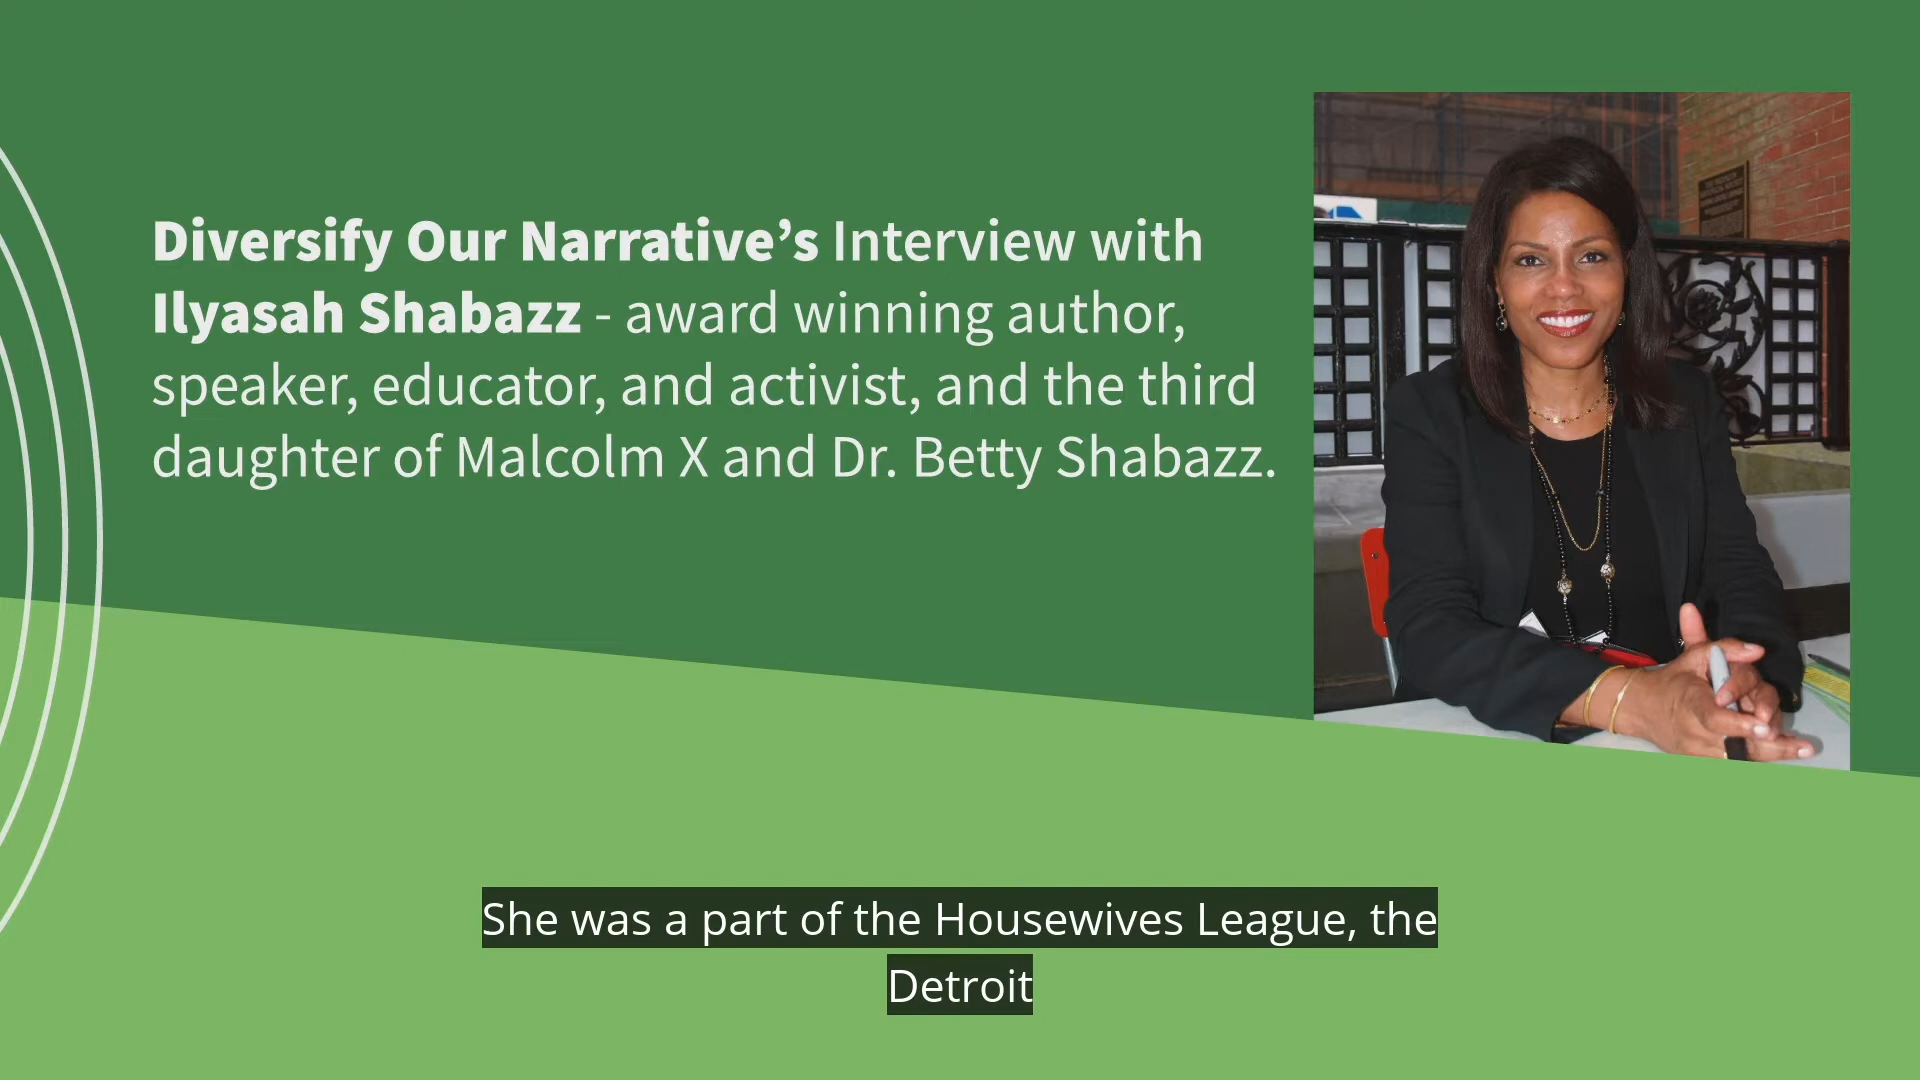 Diversify Our Narrative’s Interview with
Ilyasah Shabazz - award winning author,
speaker, educator, and activist, and the third
daughter of Malcolm X and Dr. Betty Shabazz.
She was a part of the Housewives League, the
Detroit